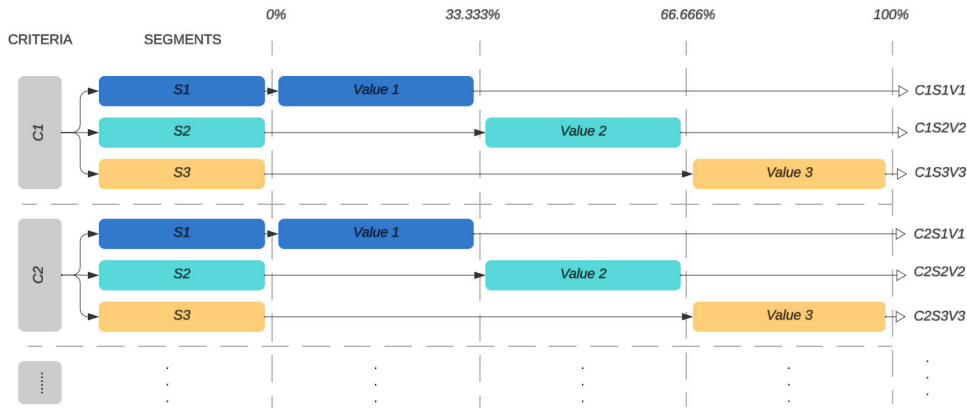 0% 33.333% 66.666% 100%
CRITERIA SEGMENTS
S1 Value 1 C1S1V1
C1 S2 Value 2 C1S2V2
S3 Value 3 C1S3V3
S1 Value 1 C2S1V1
C2 S2 Value 2 C2S2V2
S3 Value 3 C2S3V3
......